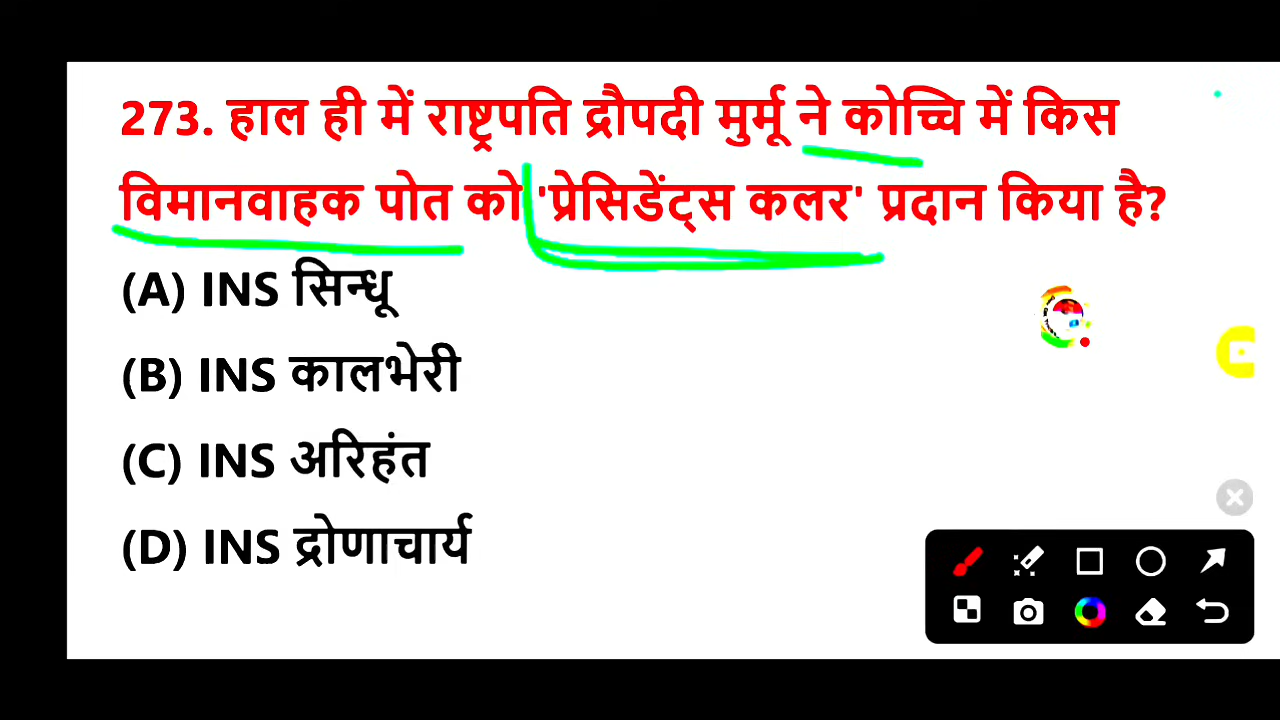 273. हाल ही में राष्ट्रपति द्रौपदी मुर्मू ने कोच्चि में किस
विमानवाहक पोत को 'प्रेसिडेंट्स कलर' प्रदान किया है?
(A) INS सिन्धू
(B) INS कालभेरी
(C) INS अरिहंत
(D) INS द्रोणाचार्य